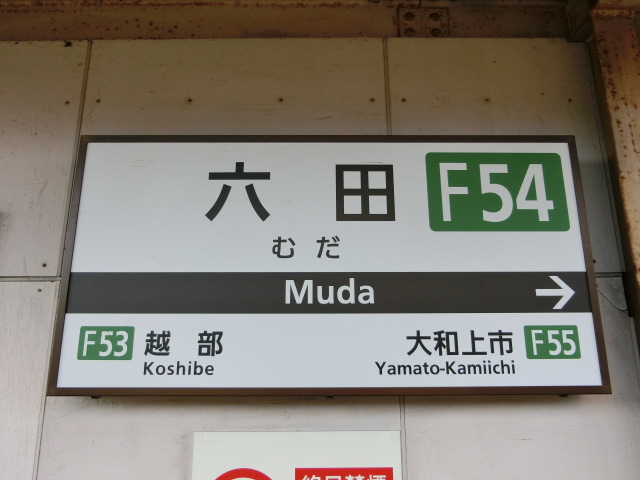 六田 F54
むだ
Muda →
F53 越部 大和上市 F55
Koshibe Yamato-Kamiichi